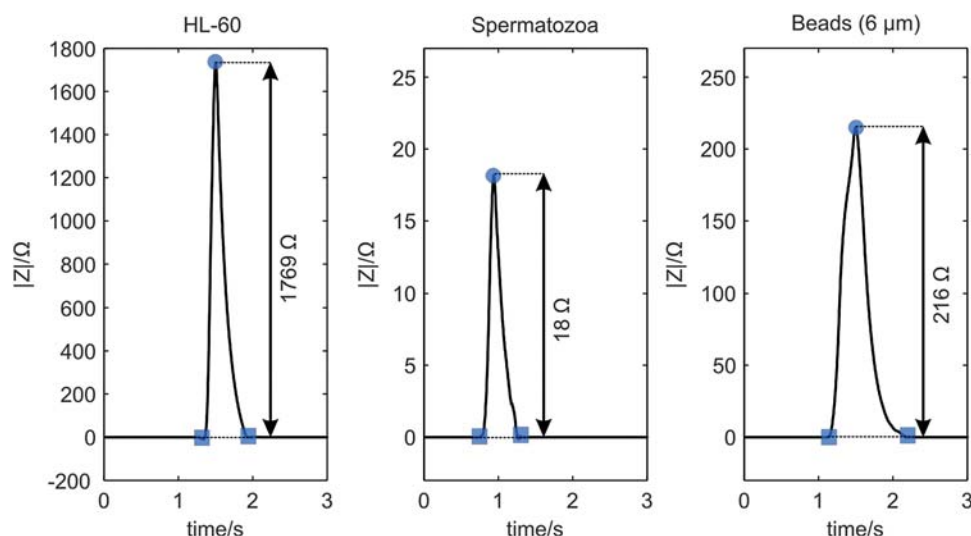 HL-60
1800
1600
1400
1200
1000
800
600
400
200
0
-200
|Z|/Ω
1769 Ω
0
1
2
3
time/s
Spermatozoa
25
20
15
10
5
0
|Z|/Ω
18 Ω
0
1
2
3
time/s
Beads (6 µm)
250
200
150
100
50
0
|Z|/Ω
216 Ω
0
1
2
3
time/s